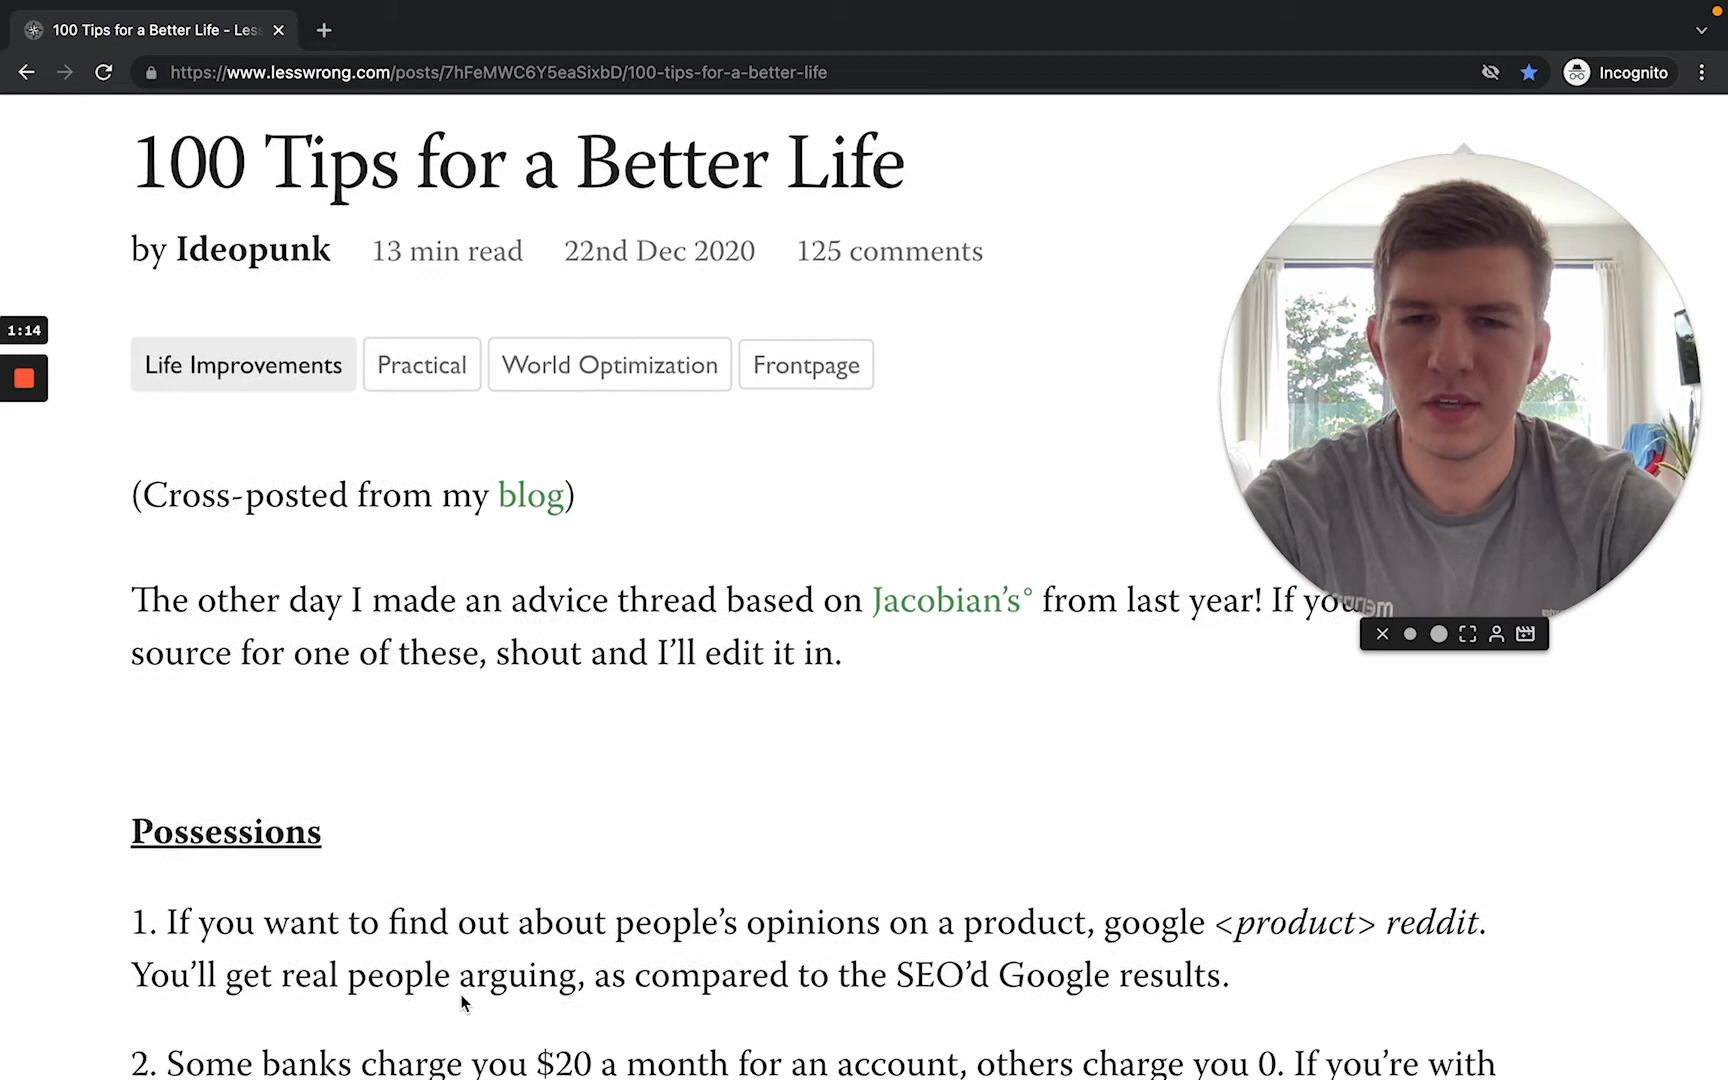 100 Tips for a Better Life - Less
https://www.lesswrong.com/posts/7hFeMWC6Y5eaSixbD/100-tips-for-a-better-life
Incognito
100 Tips for a Better Life
by Ideopunk 13 min read 22nd Dec 2020 125 comments
1:14
Life Improvements Practical World Optimization Frontpage
(Cross-posted from my blog)
The other day I made an advice thread based on Jacobian’s° from last year! If you
source for one of these, shout and I’ll edit it in.
Possessions
1. If you want to find out about people’s opinions on a product, google <product> reddit.
You’ll get real people arguing, as compared to the SEO’d Google results.
2. Some banks charge you $20 a month for an account, others charge you 0. If you’re with